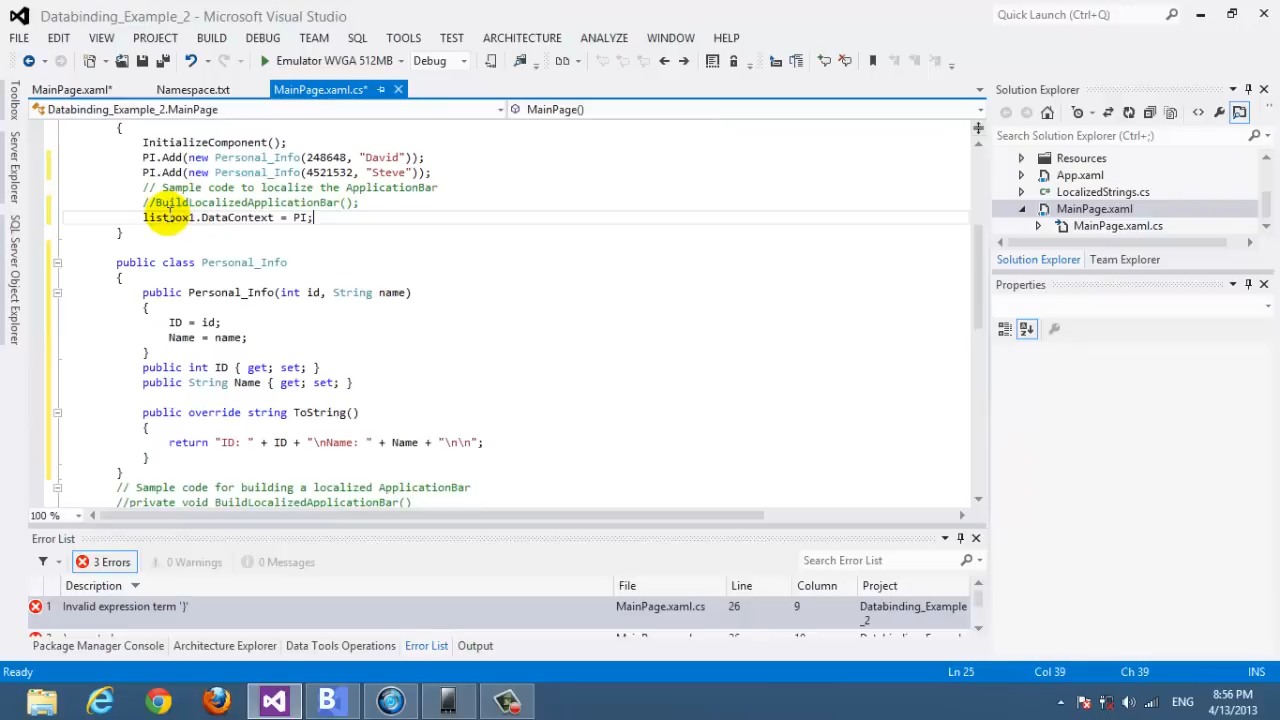 Databinding_Example_2 - Microsoft Visual Studio
Quick Launch (Ctrl+Q)
FILE EDIT VIEW PROJECT BUILD DEBUG TEAM SQL TOOLS TEST ARCHITECTURE ANALYZE WINDOW HELP
Emulator WVGA 512MB Debug
MainPage.xaml* Namespace.txt MainPage.xaml.cs*
Databinding_Example_2.MainPage MainPage()
Toolbox
Server Explorer
SQL Server Object Explorer
{
InitializeComponent();
PI.Add(new Personal_Info(248648, "David"));
PI.Add(new Personal_Info(4521532, "Steve"));
// Sample code to localize the ApplicationBar
//BuildLocalizedApplicationBar();
listbox1.DataContext = PI;
}
public class Personal_Info
{
public Personal_Info(int id, String name)
{
ID = id;
Name = name;
}
public int ID { get; set; }
public String Name { get; set; }
public override string ToString()
{
return "ID: " + ID + "\nName: " + Name + "\n\n";
}
}
// Sample code for building a localized ApplicationBar
//private void BuildLocalizedApplicationBar()
100 %
Solution Explorer
Search Solution Explorer (Ctrl+;)
Resources
App.xaml
LocalizedStrings.cs
MainPage.xaml
MainPage.xaml.cs
Solution Explorer Team Explorer
Properties
Error List
3 Errors 0 Warnings 0 Messages Search Error List
Description File Line Column Project
1 Invalid expression term '}' MainPage.xaml.cs 26 9 Databinding_Example
_2
Package Manager Console Architecture Explorer Data Tools Operations Error List Output
Ready Ln 25 Col 39 Ch 39 INS
ENG
8:56 PM
4/13/2013